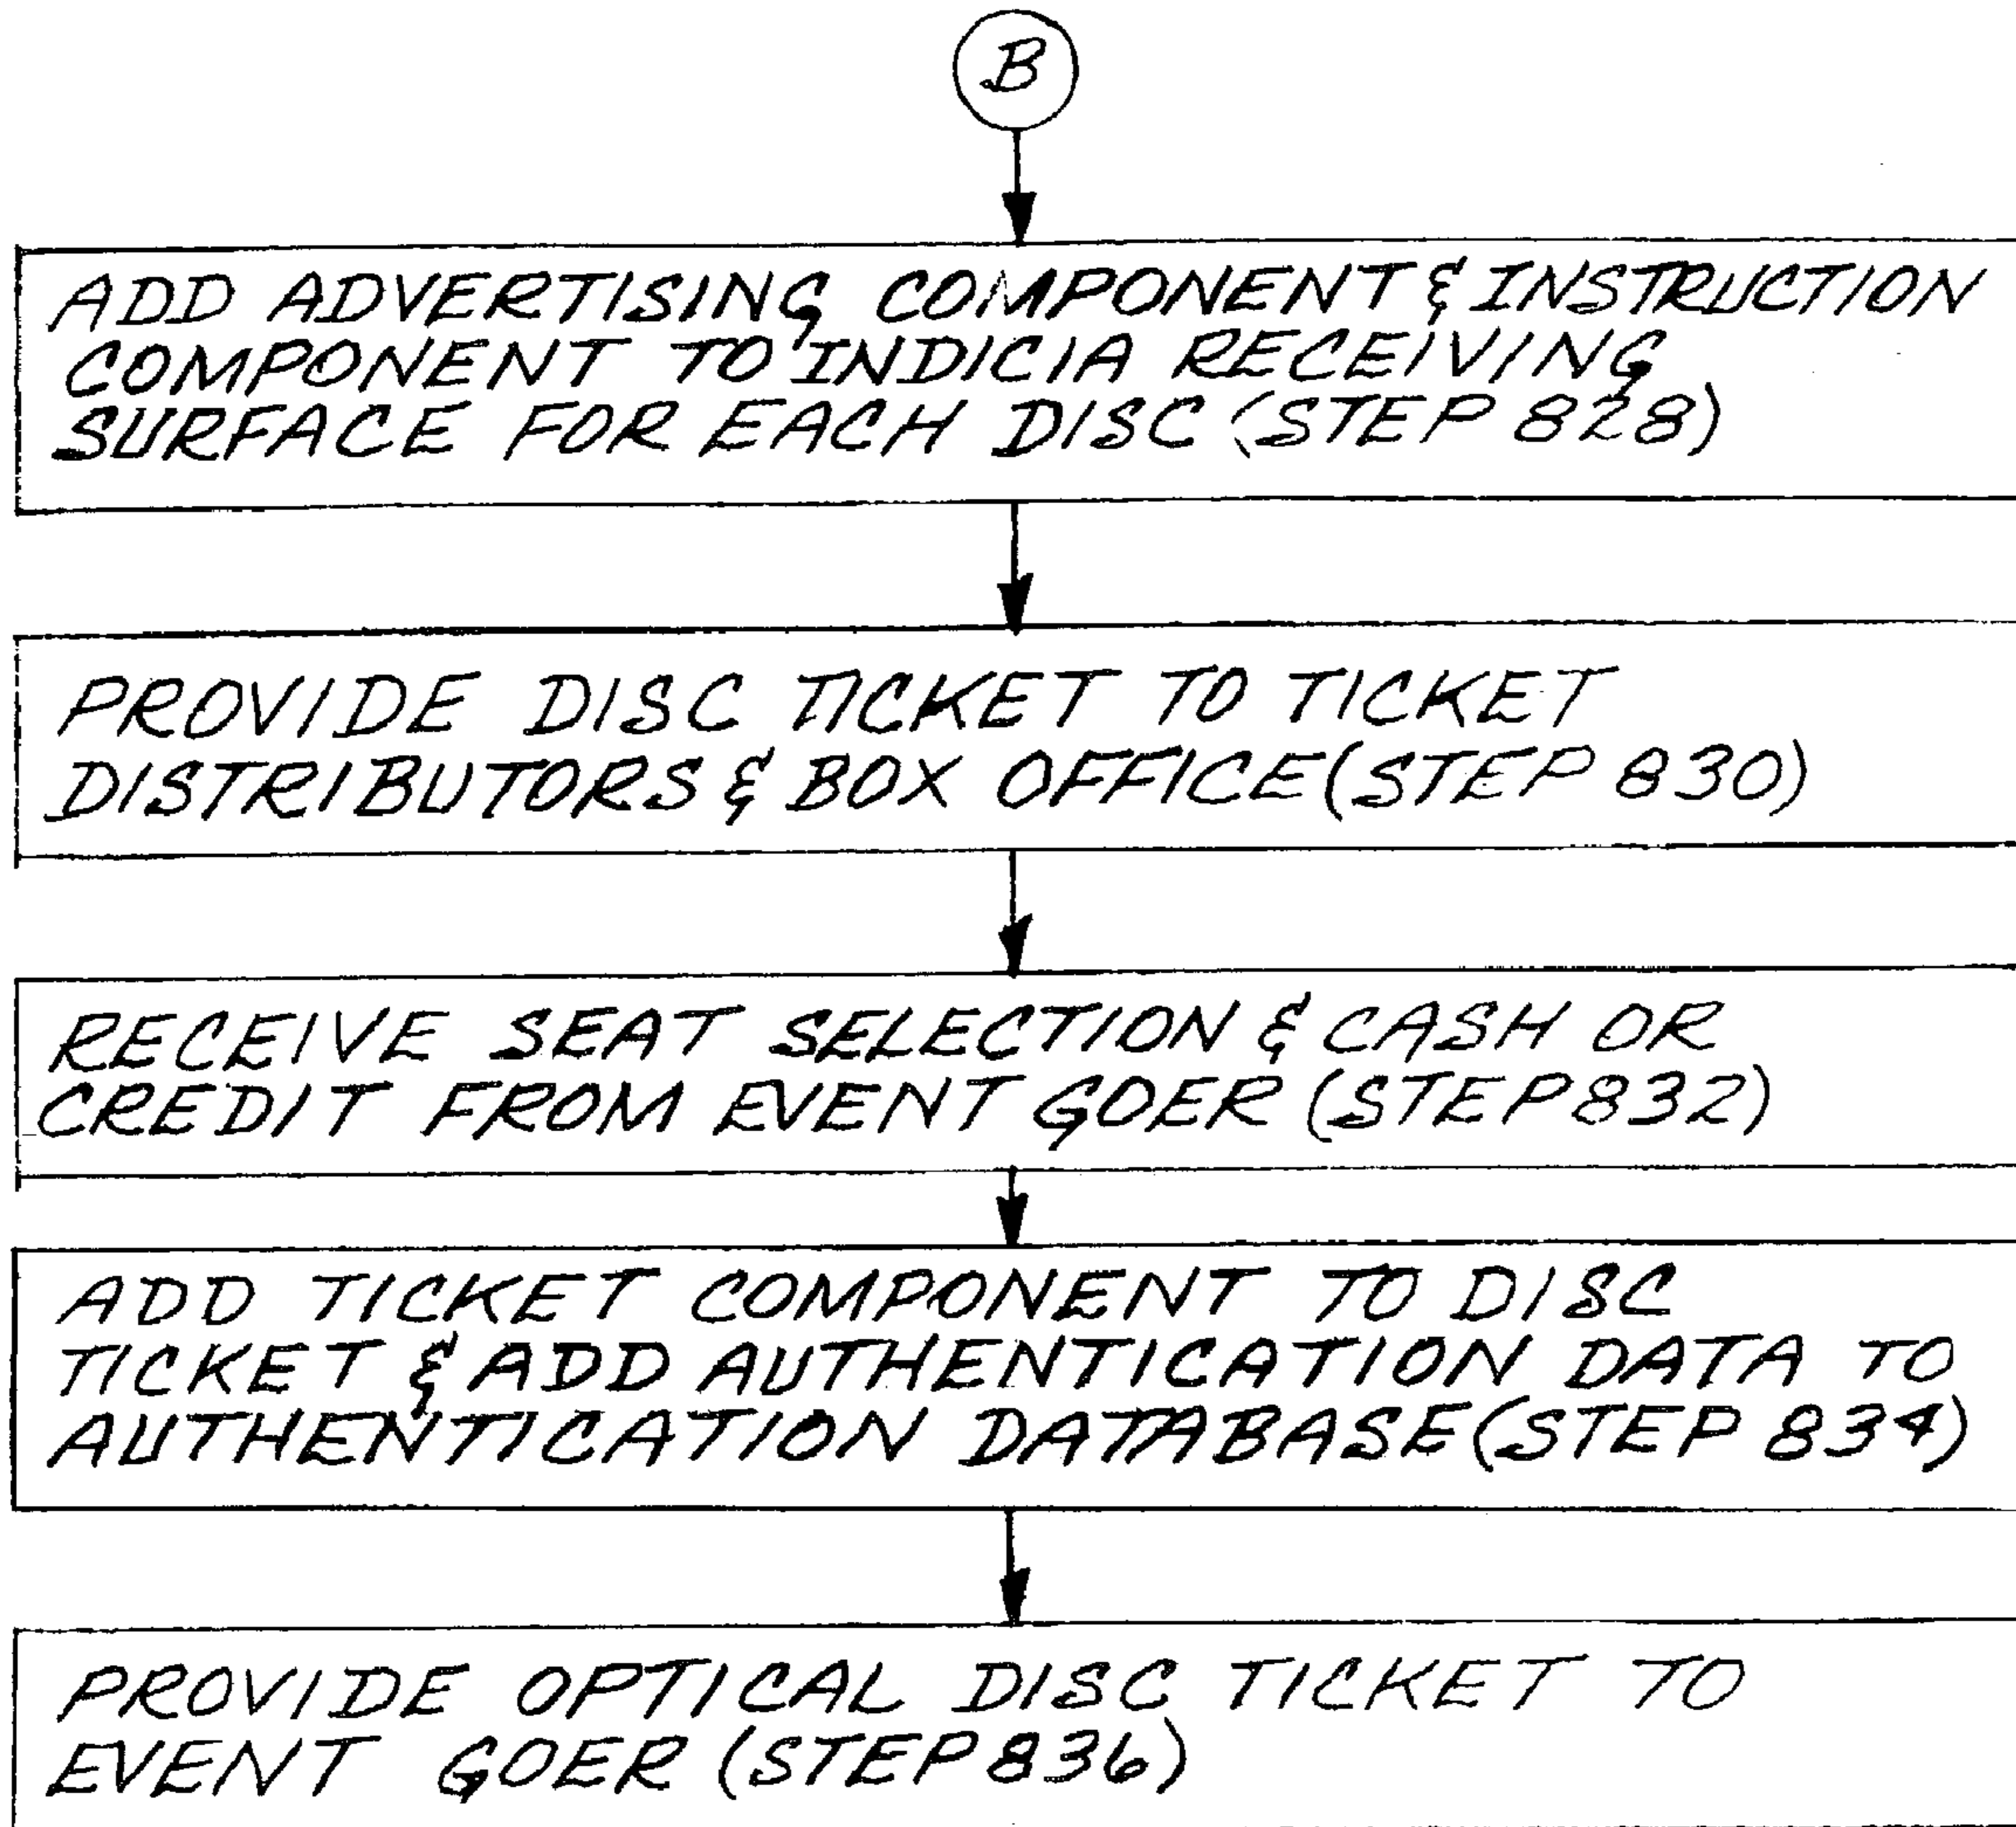 B
ADD ADVERTISING COMPONENT & INSTRUCTION
COMPONENT TO INDICIA RECEIVING
SURFACE FOR EACH DISC (STEP 828)
PROVIDE DISC TICKET TO TICKET
DISTRIBUTORS & BOX OFFICE (STEP 830)
RECEIVE SEAT SELECTION & CASH OR
CREDIT FROM EVENT GOER (STEP 832)
ADD TICKET COMPONENT TO DISC
TICKET & ADD AUTHENTICATION DATA TO
AUTHENTICATION DATABASE (STEP 834)
PROVIDE OPTICAL DISC TICKET TO
EVENT GOER (STEP 836)